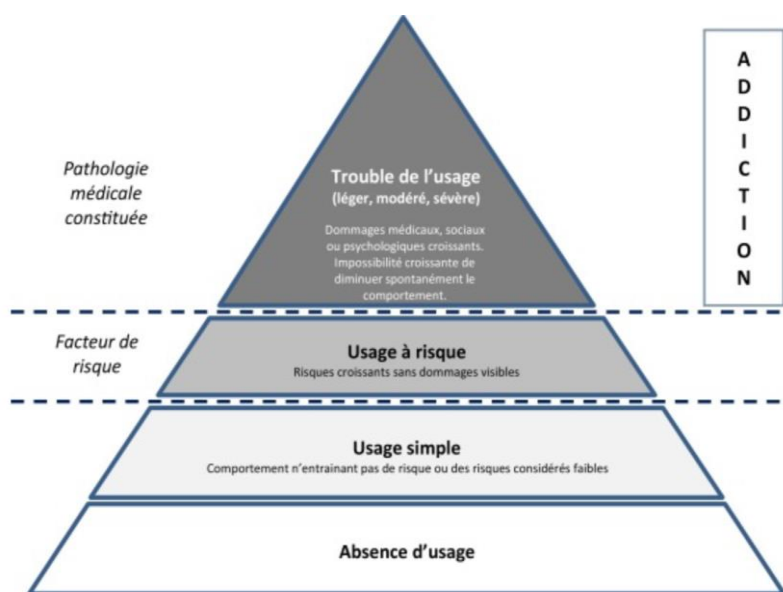 Pathologie
médicale
constituée
Trouble de l’usage
(léger, modéré, sévère)
Dommages médicaux, sociaux
ou psychologiques croissants.
Impossibilité croissante de
diminuer spontanément le
comportement.
A
D
D
I
C
T
I
O
N
Facteur de
risque
Usage à risque
Risques croissants sans dommages visibles
Usage simple
Comportement n’entrainant pas de risque ou des risques considérés faibles
Absence d’usage